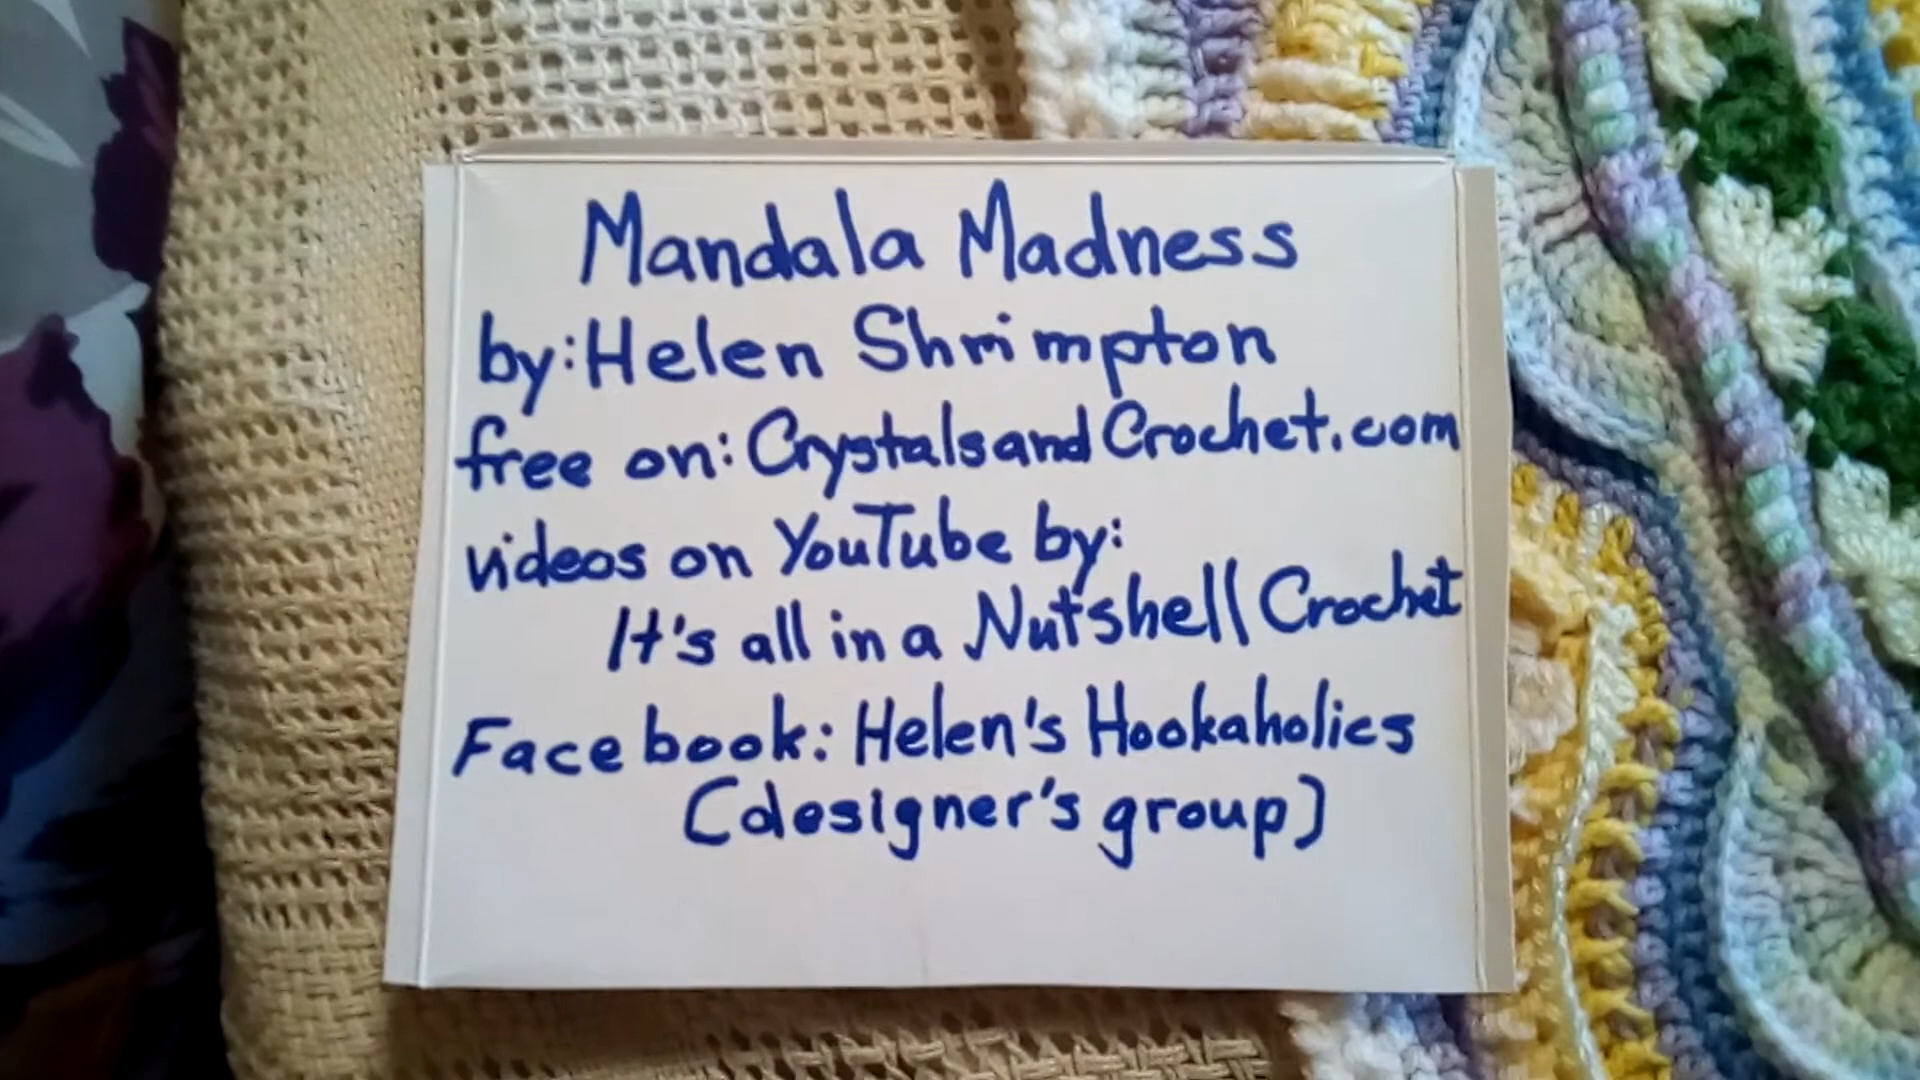 Mandala Madness
by: Helen Shrimpton
free on: CrystalsandCrochet.com
videos on YouTube by:
It's all in a Nutshell Crochet
Facebook: Helen's Hookaholics
(designer's group)